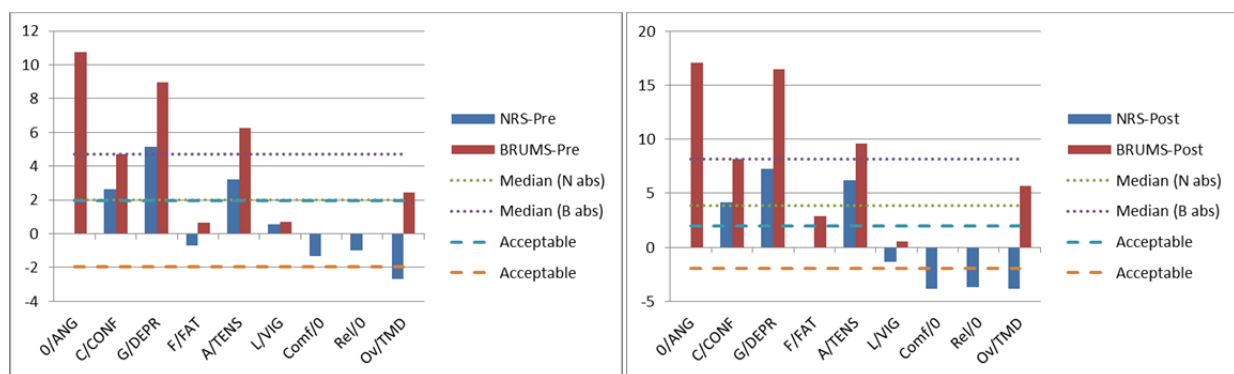 12
10
8
6
4
2
0
-2
-4
0/ANG
C/CONF
G/DEPR
F/FAT
A/TENS
L/VIG
Comf/0
Rel/0
Ov/TMD
NRS-Pre
BRUMS-Pre
Median (N abs)
Median (B abs)
Acceptable
Acceptable
20
15
10
5
0
-5
0/ANG
C/CONF
G/DEPR
F/FAT
A/TENS
L/VIG
Comf/0
Rel/0
Ov/TMD
NRS-Post
BRUMS-Post
Median (N abs)
Median (B abs)
Acceptable
Acceptable